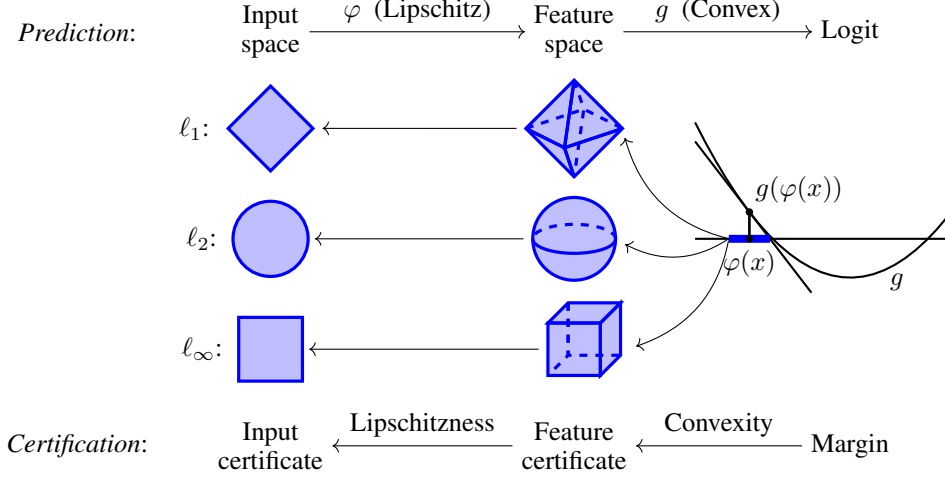 Prediction:
Input
space
φ (Lipschitz)
Feature
space
g (Convex)
Logit
ℓ₁:
ℓ₂:
g(φ(x))
φ(x)
g
ℓ∞:
Certification:
Input
certificate
Lipschitzness
Feature
certificate
Convexity
Margin